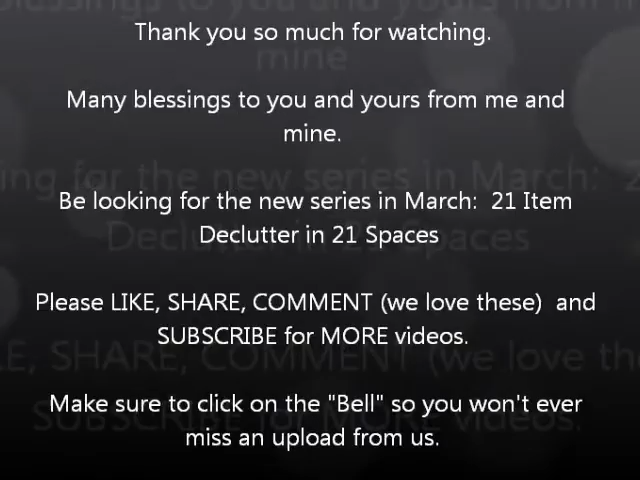 Thank you so much for watching.
Many blessings to you and yours from me and
mine.
Be looking for the new series in March:  21 Item
Declutter in 21 Spaces
Please LIKE, SHARE, COMMENT (we love these)  and
SUBSCRIBE for MORE videos.
Make sure to click on the "Bell" so you won't ever
miss an upload from us.